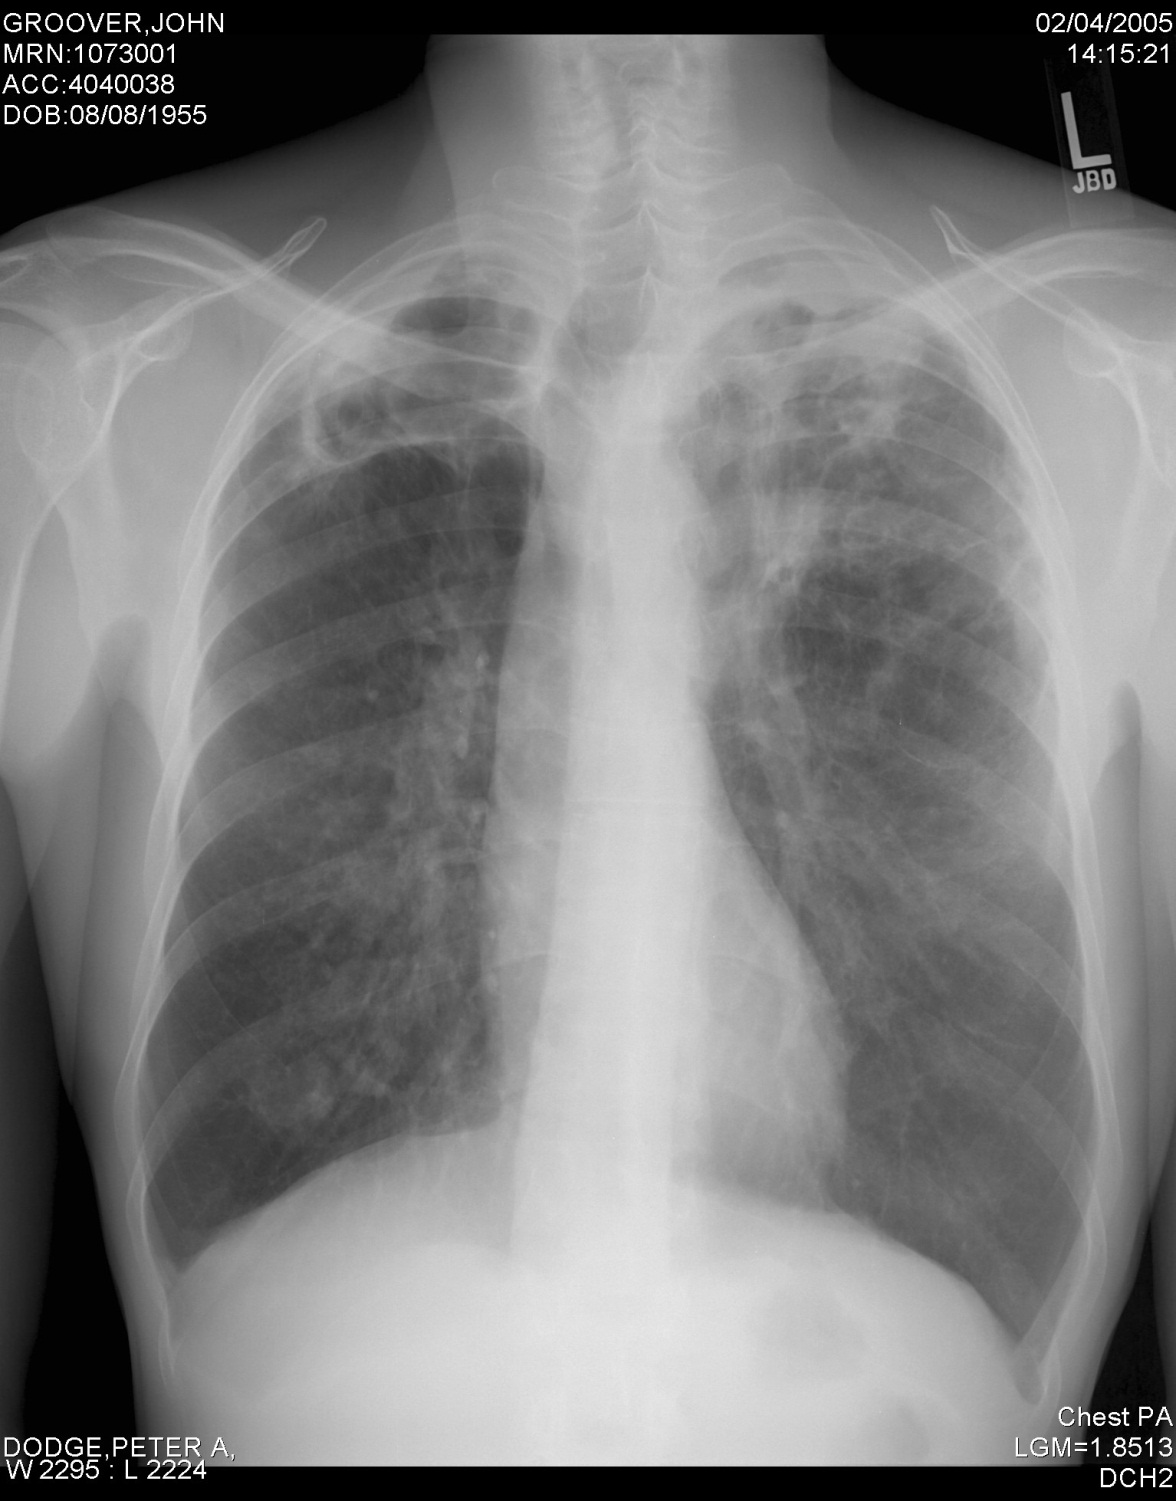 GROOVER,JOHN
MRN:1073001
ACC:4040038
DOB:08/08/1955
02/04/2005
14:15:21
L
JBD
DODGE,PETER A,
W 2295 : L 2224
Chest PA
LGM=1.8513
DCH2